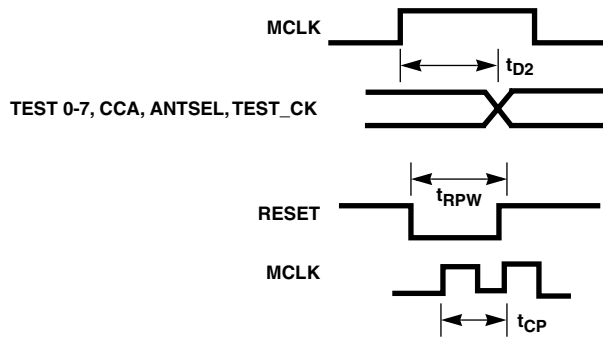 MCLK
tD2
TEST 0-7, CCA, ANTSEL, TEST_CK
tRPW
RESET
MCLK
tCP